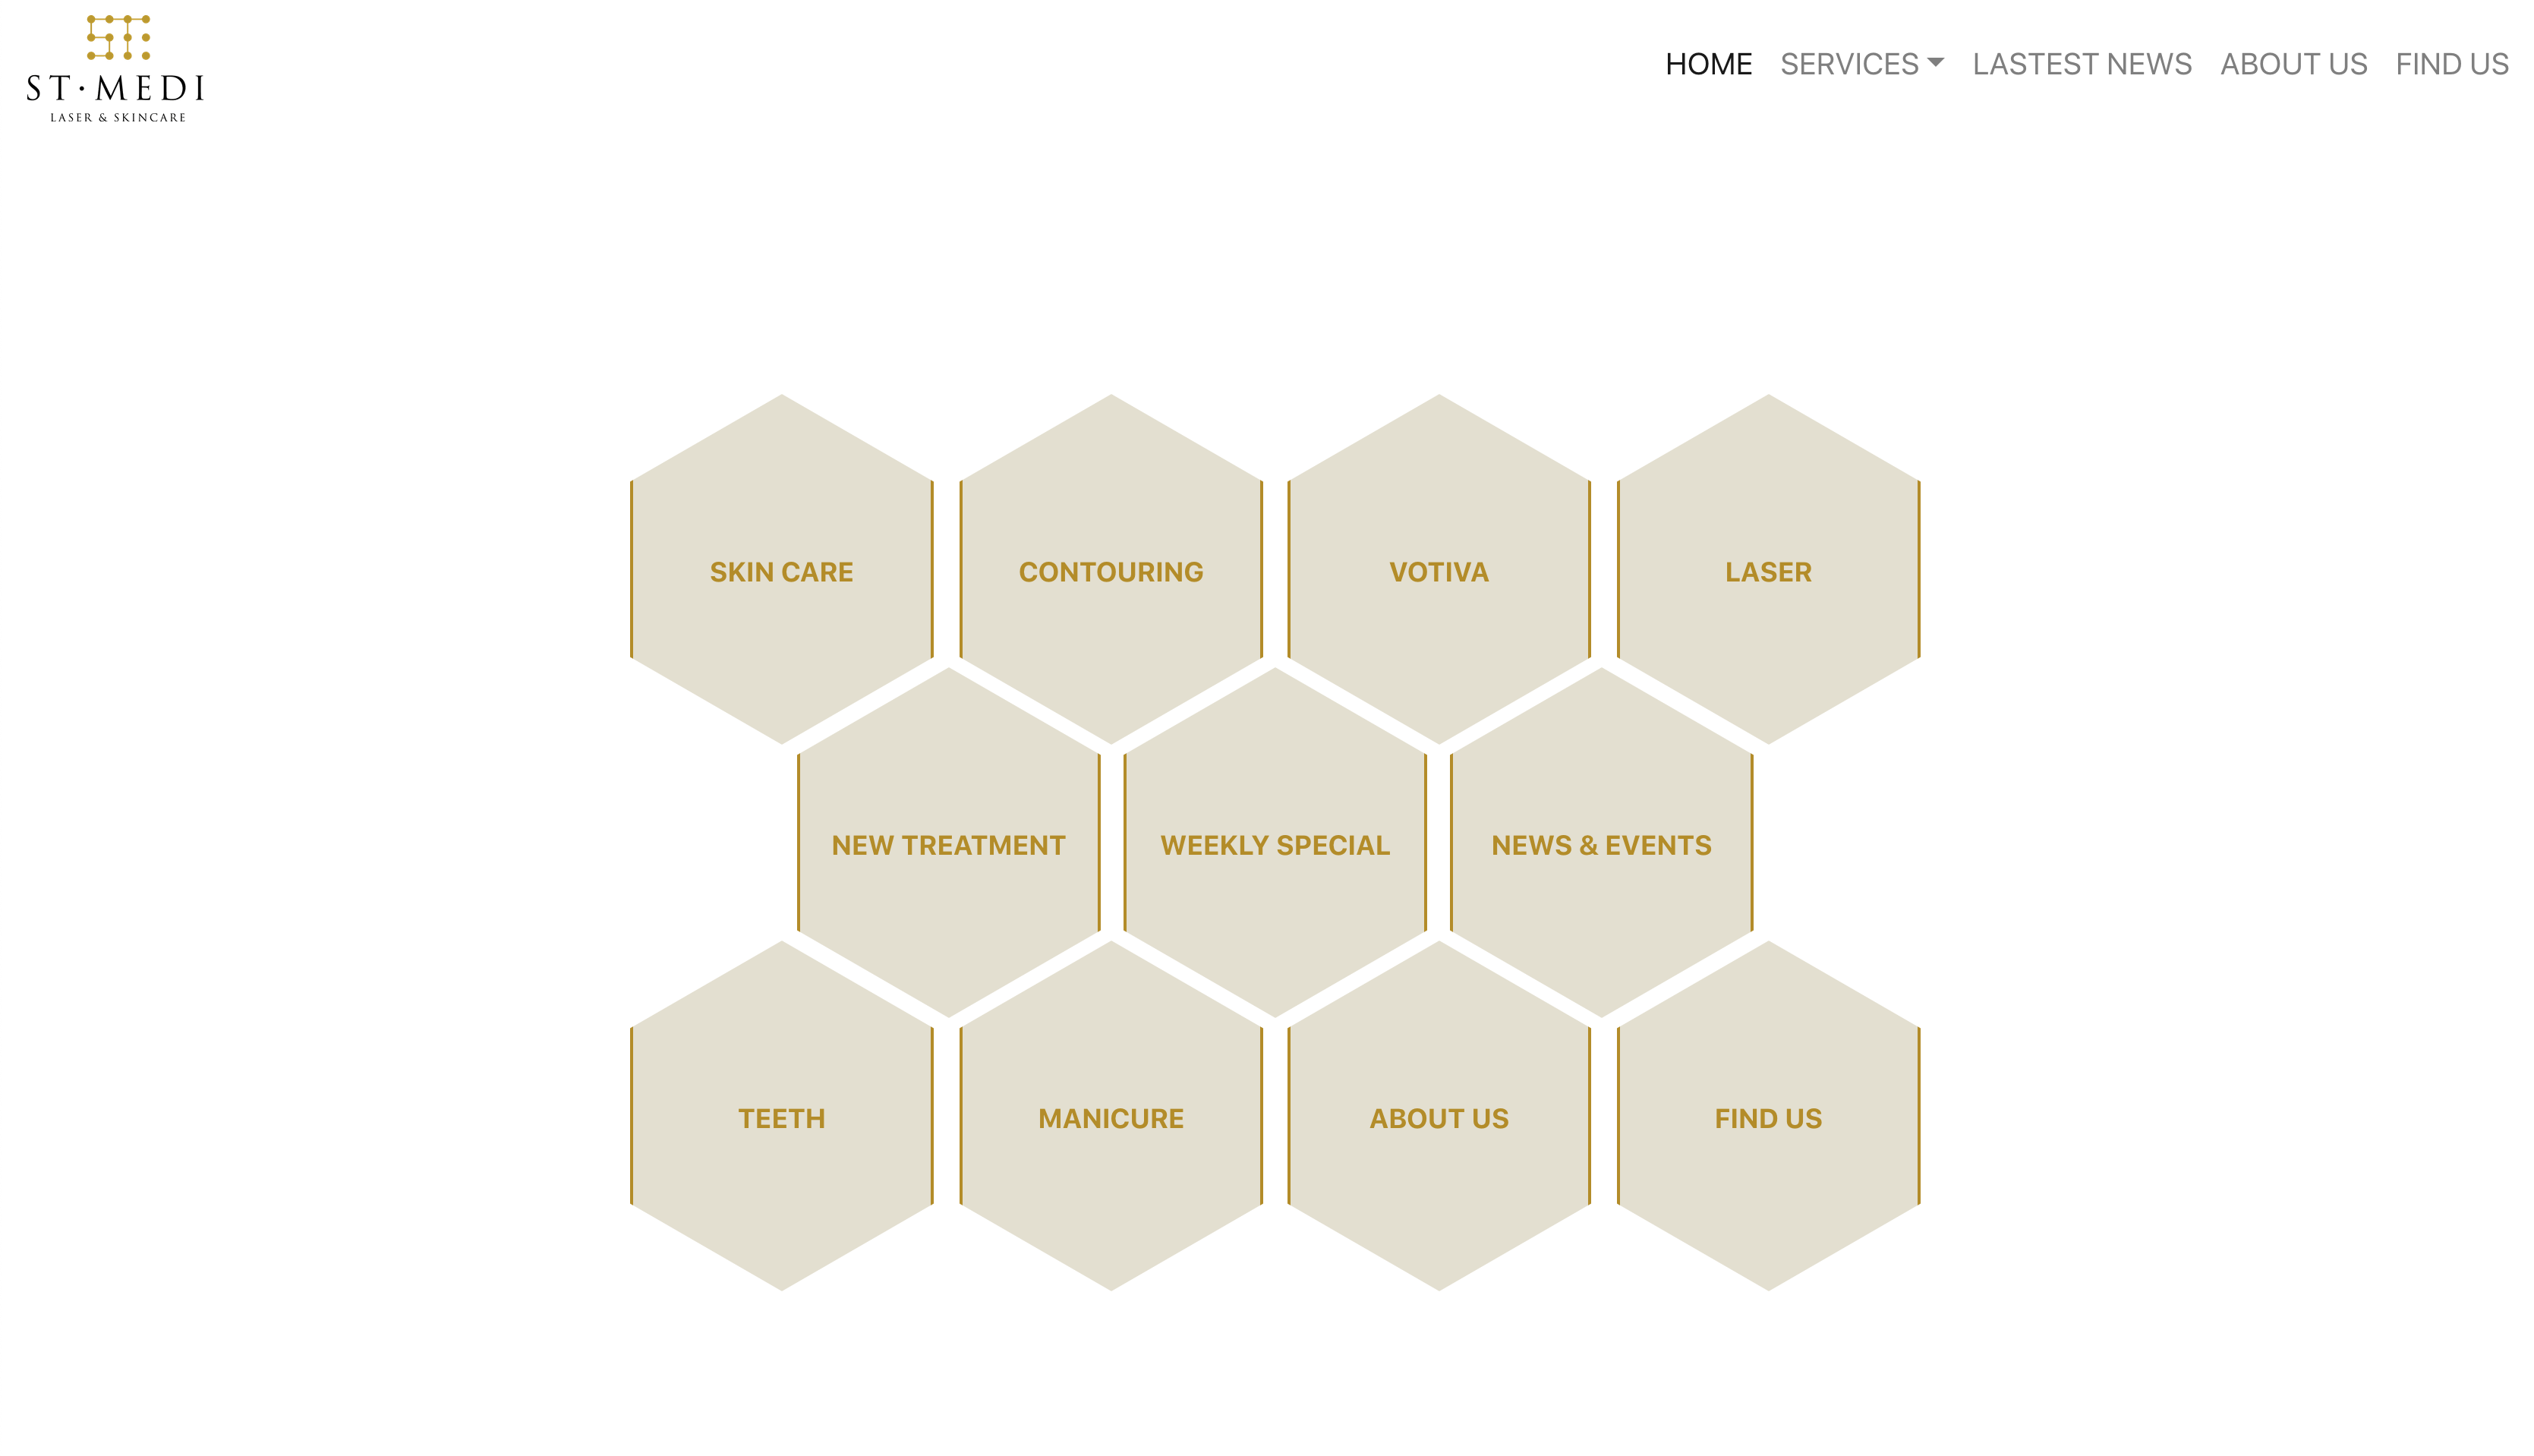 ST·MEDI
LASER & SKINCARE
HOME SERVICES LASTEST NEWS ABOUT US FIND US
SKIN CARE CONTOURING VOTIVA LASER
NEW TREATMENT WEEKLY SPECIAL NEWS & EVENTS
TEETH MANICURE ABOUT US FIND US